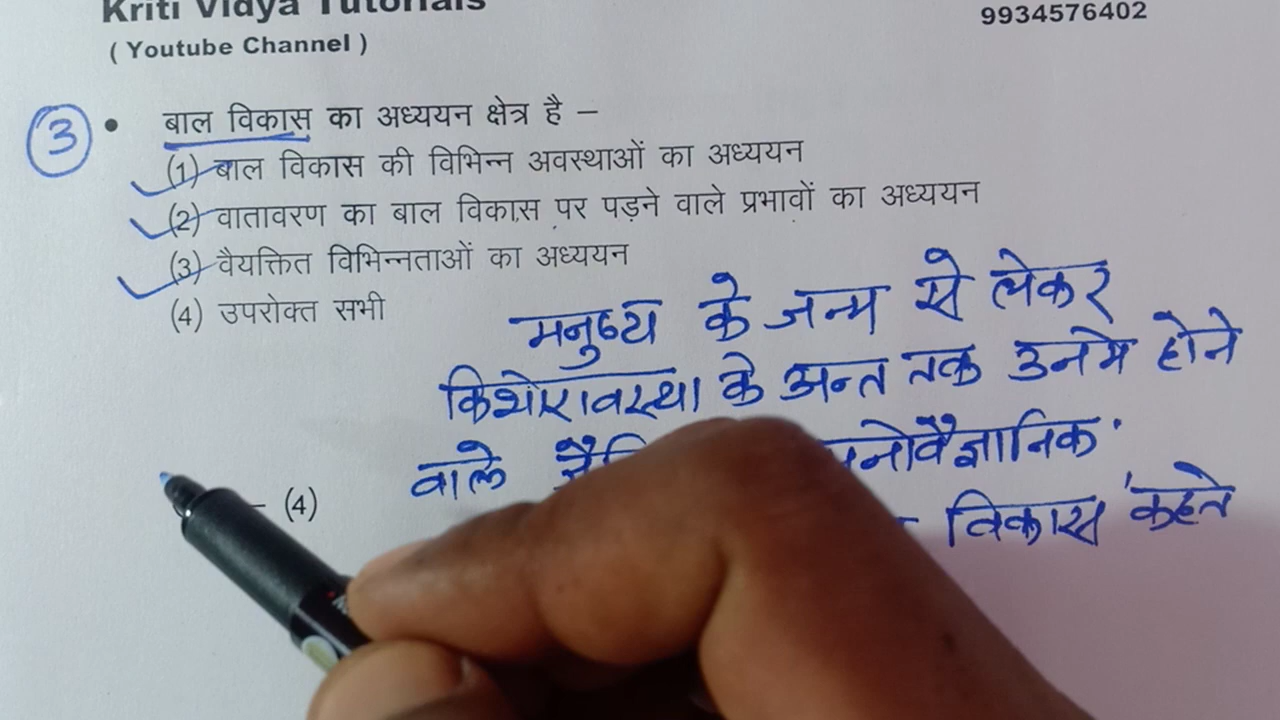 Kriti Vidya Tutorials
9934576402
( Youtube Channel )
3 • बाल विकास का अध्ययन क्षेत्र है –
(1) बाल विकास की विभिन्न अवस्थाओं का अध्ययन
(2) वातावरण का बाल विकास पर पड़ने वाले प्रभावों का अध्ययन
(3) वैयक्तित विभिन्नताओं का अध्ययन
(4) उपरोक्त सभी
मनुष्य के जन्म से लेकर
किशोरावस्था के अन्त तक उनमे होने
वाले मनोवैज्ञानिक
– (4)
विकास कहते